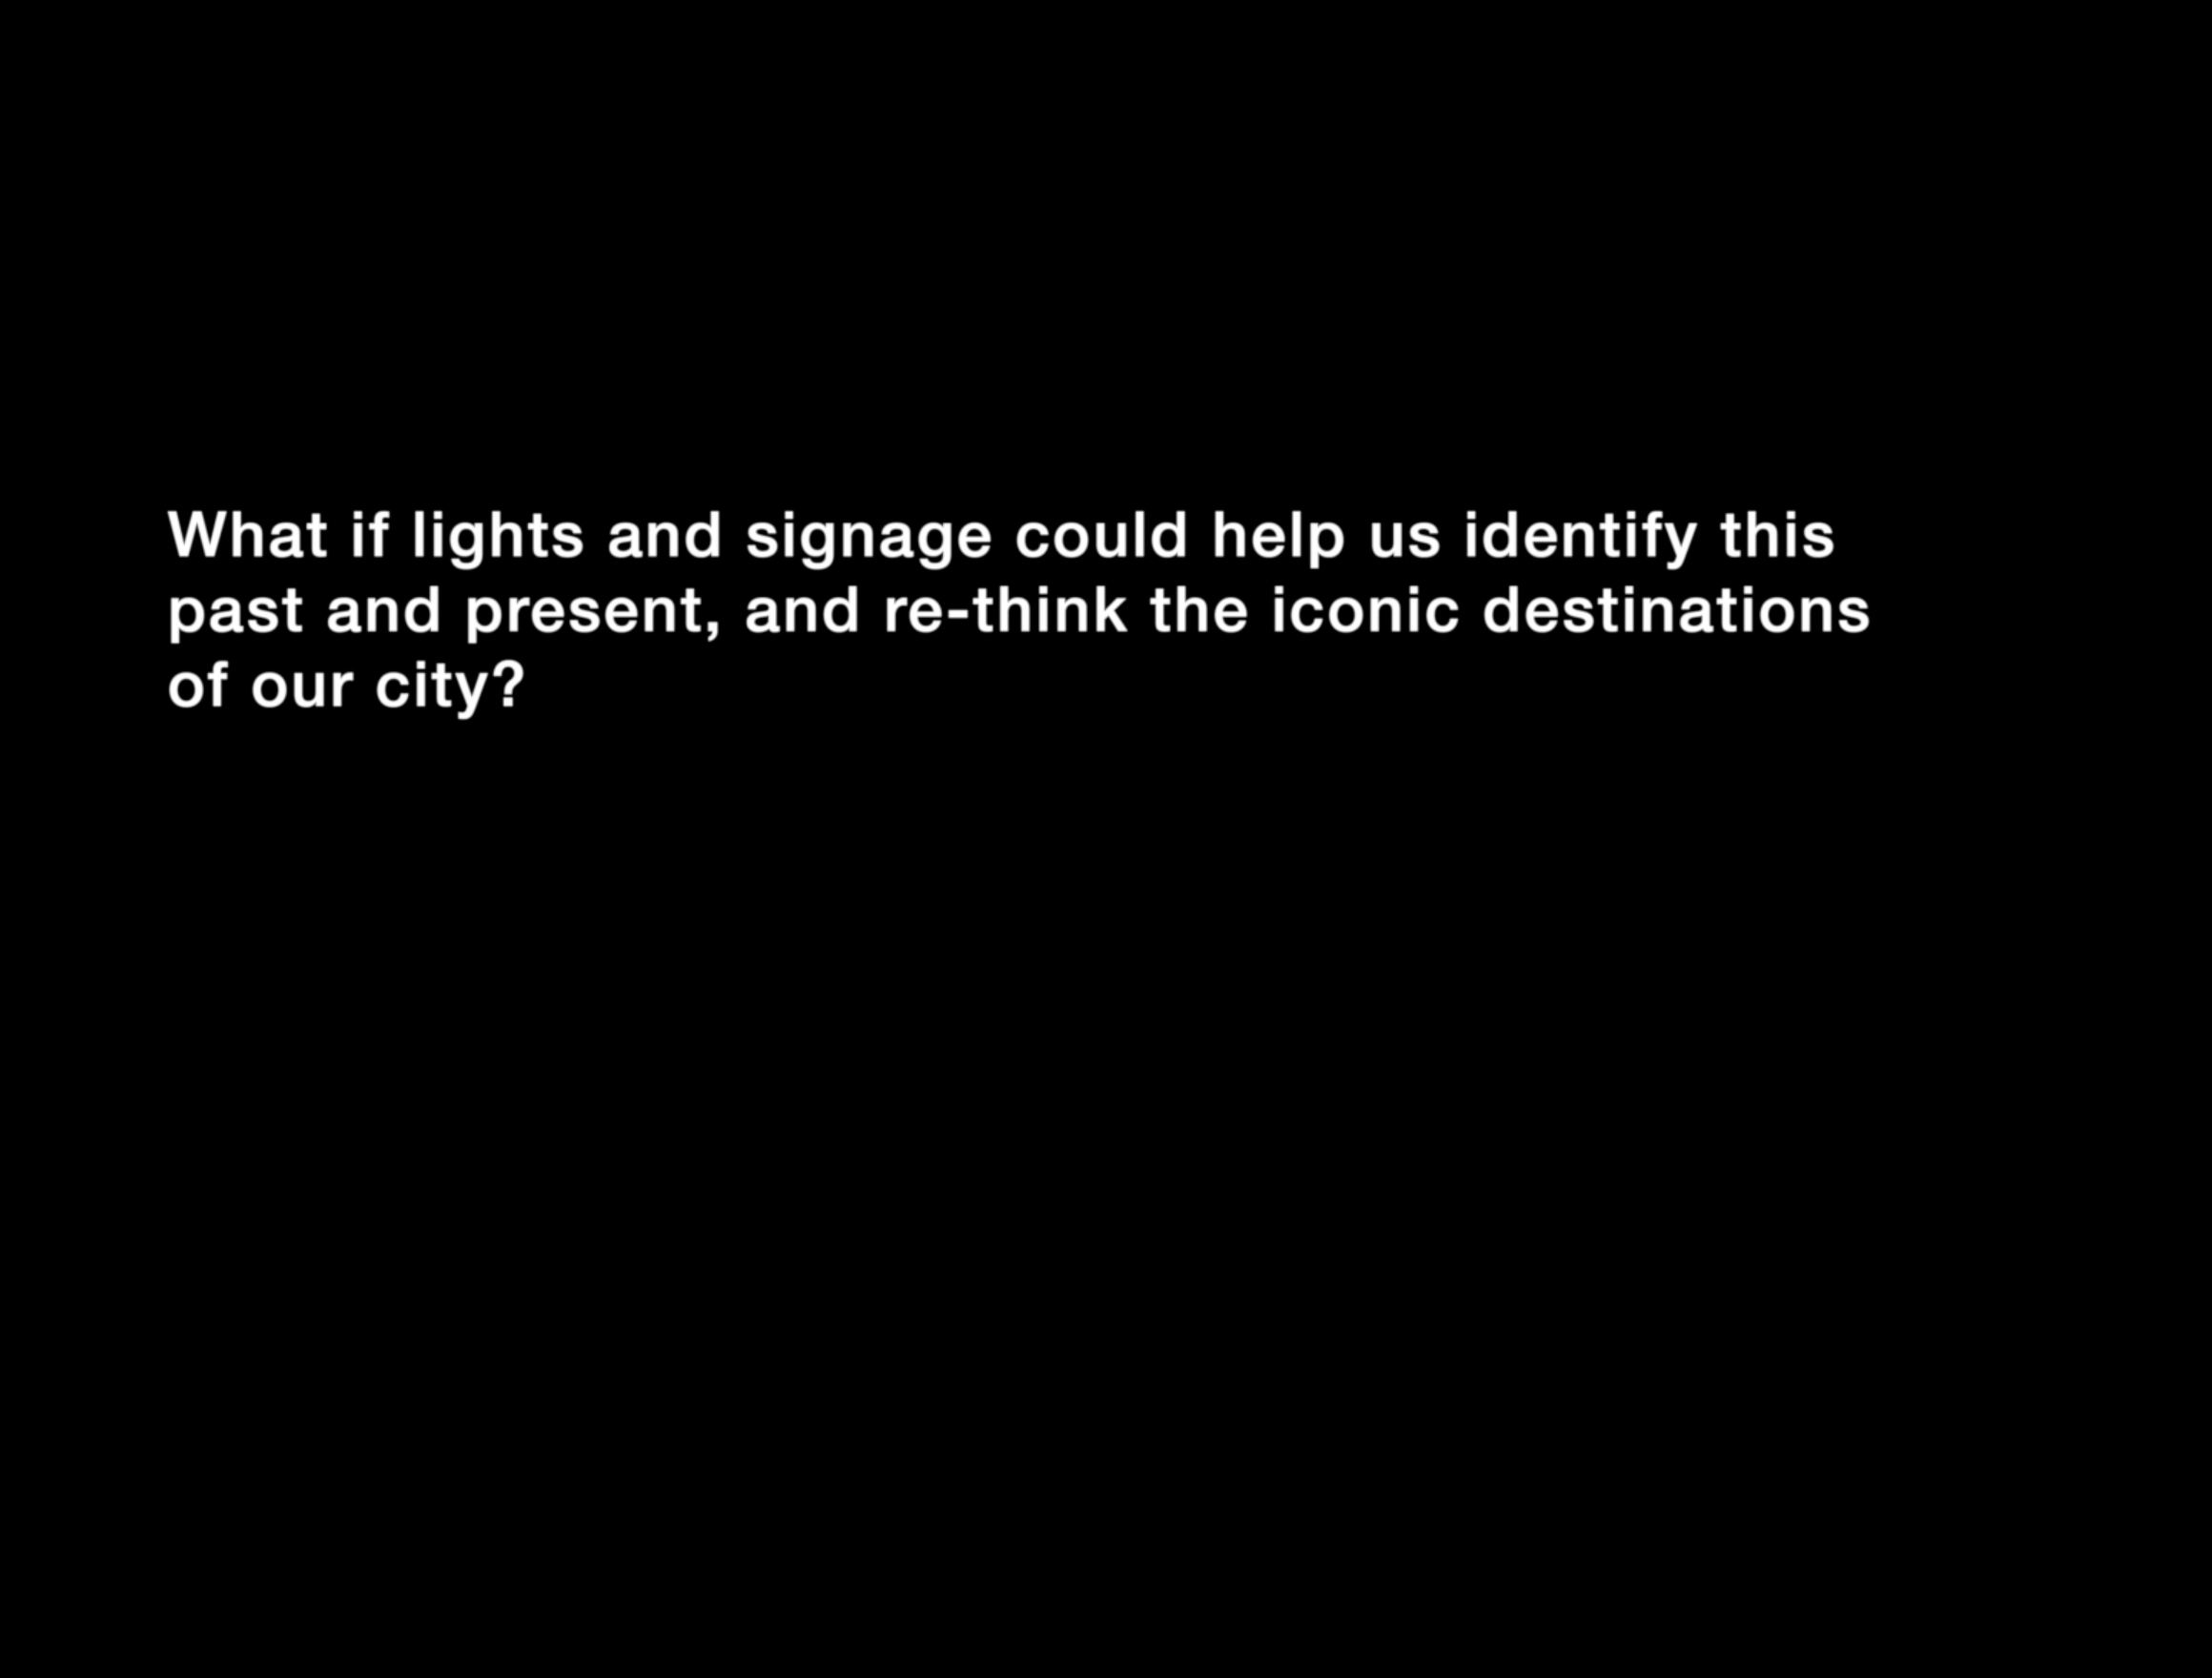 What if lights and signage could help us identify this
past and present, and re-think the iconic destinations
of our city?